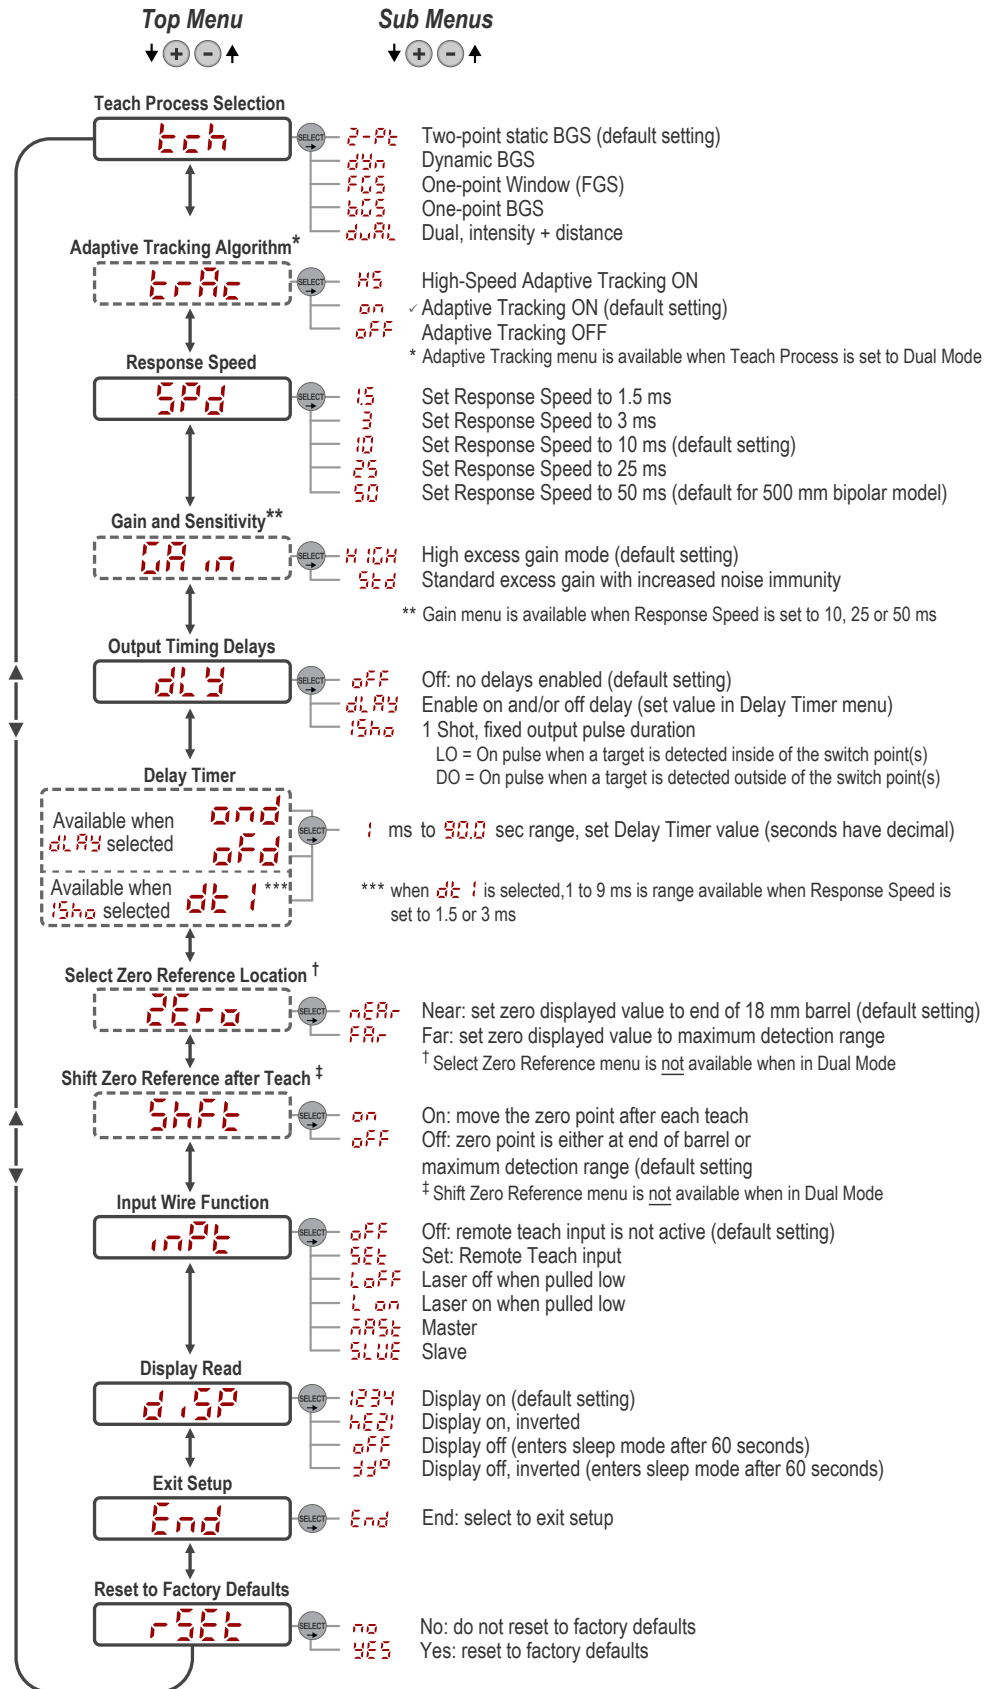 Top Menu Sub Menus
+ - + -
Teach Process Selection
tch SELECT 2-Pt Two-point static BGS (default setting)
dYn Dynamic BGS
FGS One-point Window (FGS)
bGS One-point BGS
duAL Dual, intensity + distance
Adaptive Tracking Algorithm*
trAc SELECT HS High-Speed Adaptive Tracking ON
on ✓ Adaptive Tracking ON (default setting)
oFF Adaptive Tracking OFF
* Adaptive Tracking menu is available when Teach Process is set to Dual Mode
Response Speed
SPd SELECT 1.5 Set Response Speed to 1.5 ms
3 Set Response Speed to 3 ms
10 Set Response Speed to 10 ms (default setting)
25 Set Response Speed to 25 ms
50 Set Response Speed to 50 ms (default for 500 mm bipolar model)
Gain and Sensitivity**
GAin SELECT HIGH High excess gain mode (default setting)
Std Standard excess gain with increased noise immunity
** Gain menu is available when Response Speed is set to 10, 25 or 50 ms
Output Timing Delays
dLY SELECT oFF Off: no delays enabled (default setting)
dLAY Enable on and/or off delay (set value in Delay Timer menu)
1Sho 1 Shot, fixed output pulse duration
LO = On pulse when a target is detected inside of the switch point(s)
DO = On pulse when a target is detected outside of the switch point(s)
Delay Timer
Available when dLAY selected ond oFd SELECT 1 ms to 90.0 sec range, set Delay Timer value (seconds have decimal)
Available when 1Sho selected dt1 *** *** when dt1 is selected,1 to 9 ms is range available when Response Speed is
set to 1.5 or 3 ms
Select Zero Reference Location †
ZEro SELECT nEAr Near: set zero displayed value to end of 18 mm barrel (default setting)
FAr Far: set zero displayed value to maximum detection range
† Select Zero Reference menu is not available when in Dual Mode
Shift Zero Reference after Teach ‡
ShFt SELECT on On: move the zero point after each teach
oFF Off: zero point is either at end of barrel or
maximum detection range (default setting
‡ Shift Zero Reference menu is not available when in Dual Mode
Input Wire Function
inPt SELECT oFF Off: remote teach input is not active (default setting)
SEt Set: Remote Teach input
LoFF Laser off when pulled low
L on Laser on when pulled low
mASt Master
SLVE Slave
Display Read
diSP SELECT 1234 Display on (default setting)
hEZ1 Display on, inverted
oFF Display off (enters sleep mode after 60 seconds)
Display off, inverted (enters sleep mode after 60 seconds)
Exit Setup
End SELECT End End: select to exit setup
Reset to Factory Defaults
rSEt SELECT no No: do not reset to factory defaults
YES Yes: reset to factory defaults